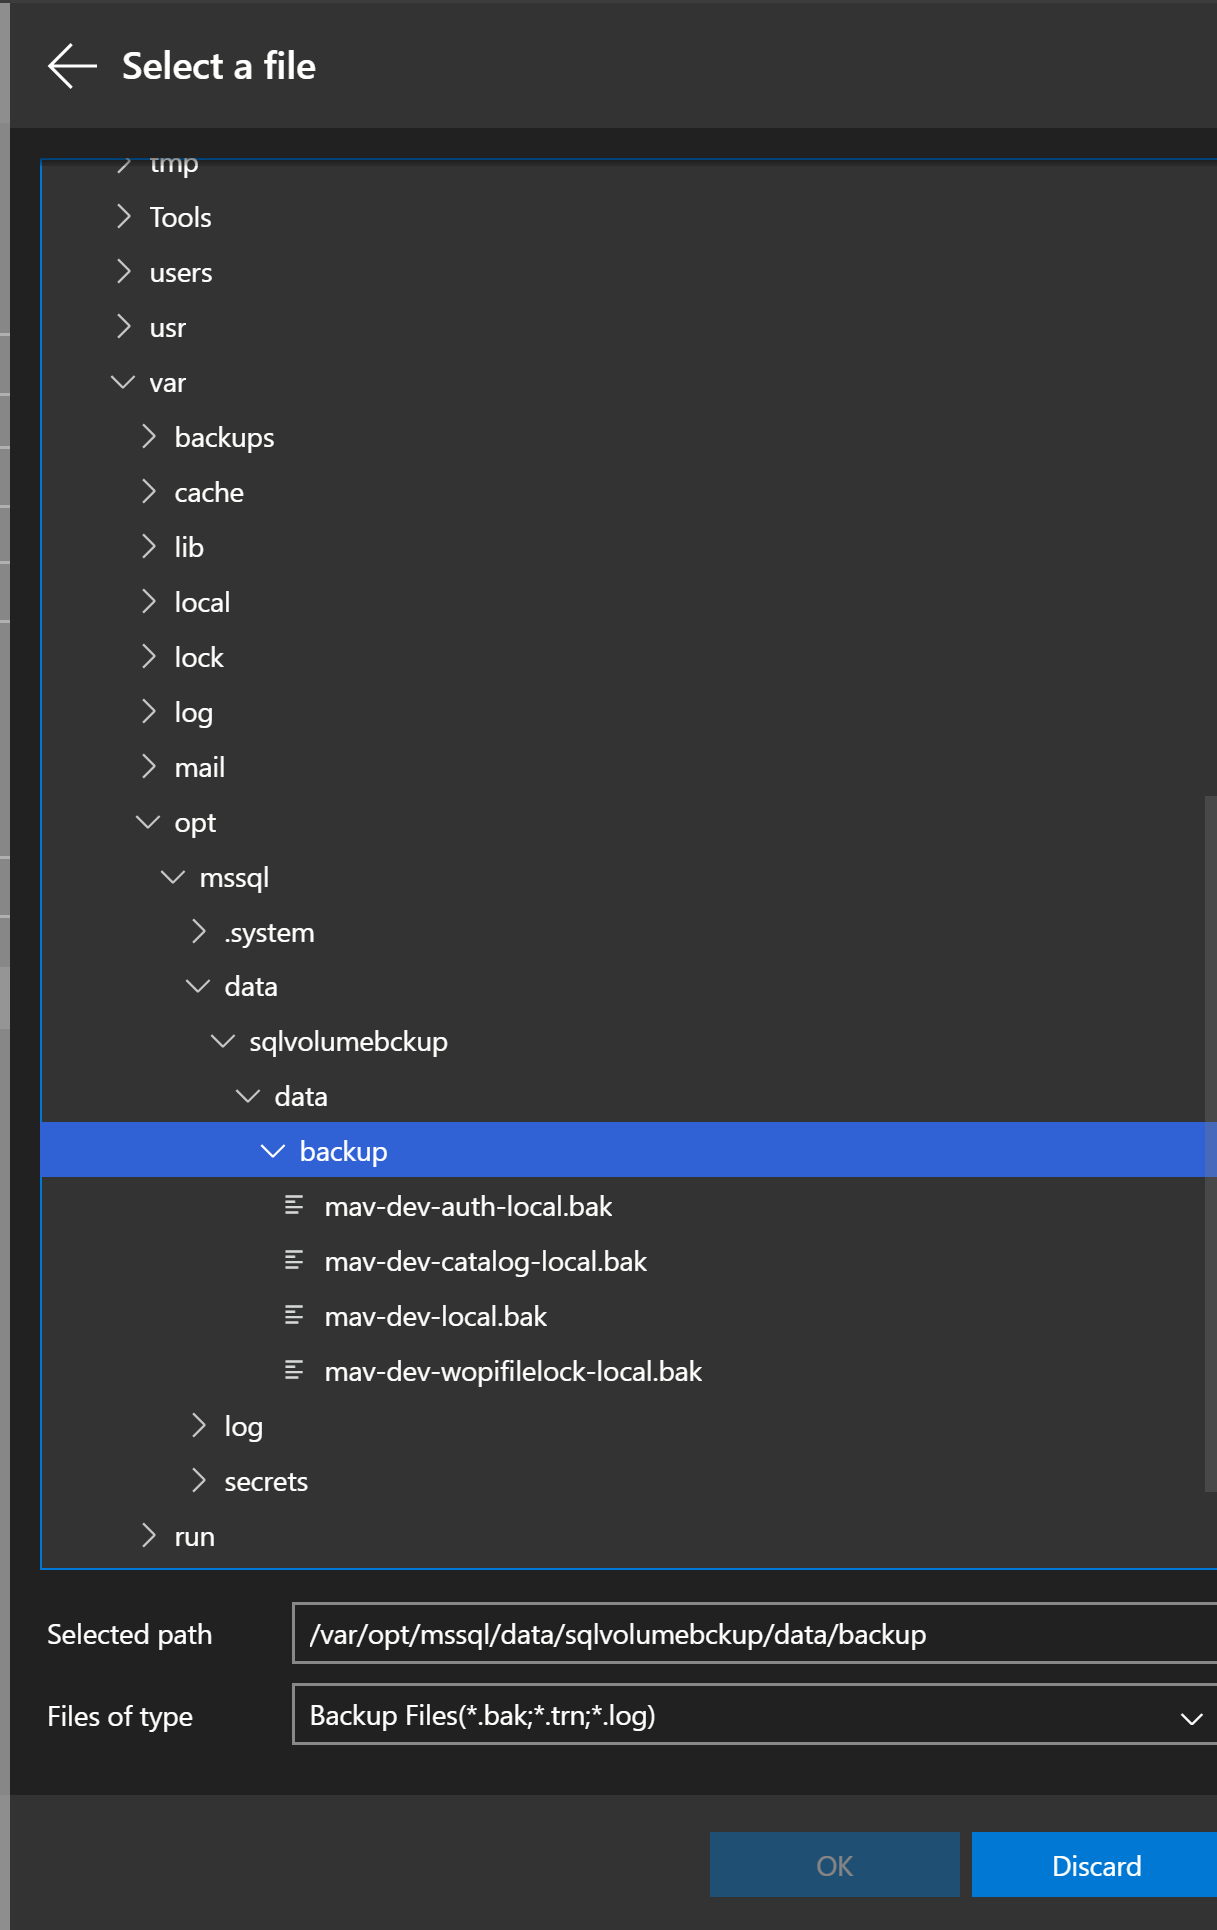 Select a file
tmp
Tools
users
usr
var
backups
cache
lib
local
lock
log
mail
opt
mssql
.system
data
sqlvolumebckup
data
backup
mav-dev-auth-local.bak
mav-dev-catalog-local.bak
mav-dev-local.bak
mav-dev-wopifilelock-local.bak
log
secrets
run
Selected path /var/opt/mssql/data/sqlvolumebckup/data/backup
Files of type Backup Files(*.bak;*.trn;*.log)
OK Discard